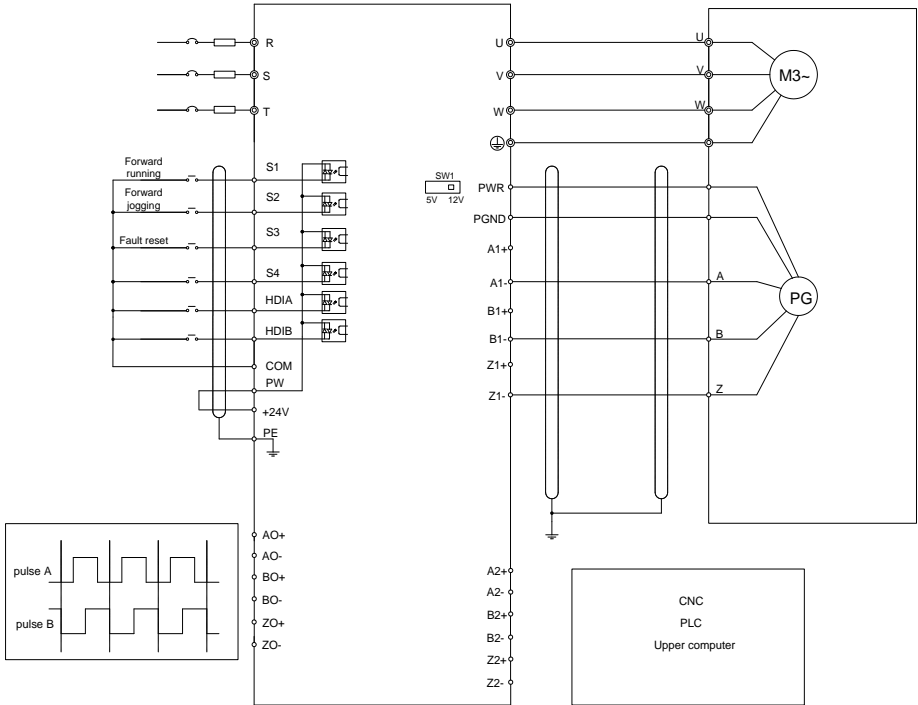 R
S
T
Forward
running
S1
Forward
jogging
S2
Fault reset
S3
S4
HDIA
HDIB
COM
PW
+24V
PE
SW1
5V 12V
U
V
W
PWR
PGND
A1+
A1-
B1+
B1-
Z1+
Z1-
U
V
W
M3~
A
B
Z
PG
pulse A
pulse B
AO+
AO-
BO+
BO-
ZO+
ZO-
A2+
A2-
B2+
B2-
Z2+
Z2-
CNC
PLC
Upper computer